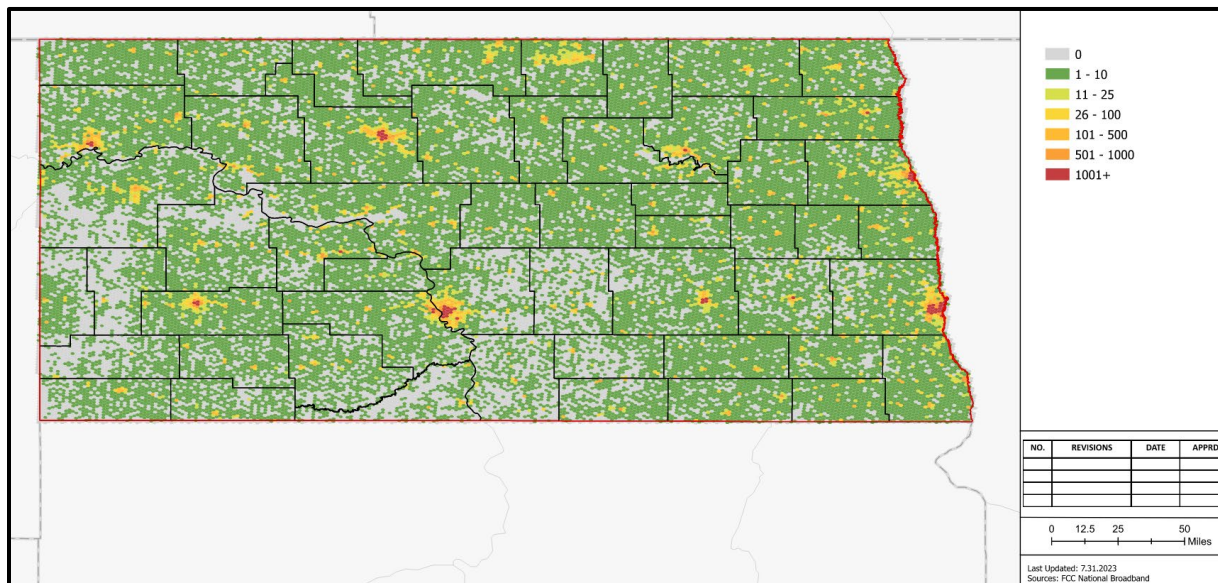 0
1 - 10
11 - 25
26 - 100
101 - 500
501 - 1000
1001+
NO. REVISIONS DATE APPRD
0 12.5 25 50
Miles
Last Updated: 7.31.2023
Sources: FCC National Broadband